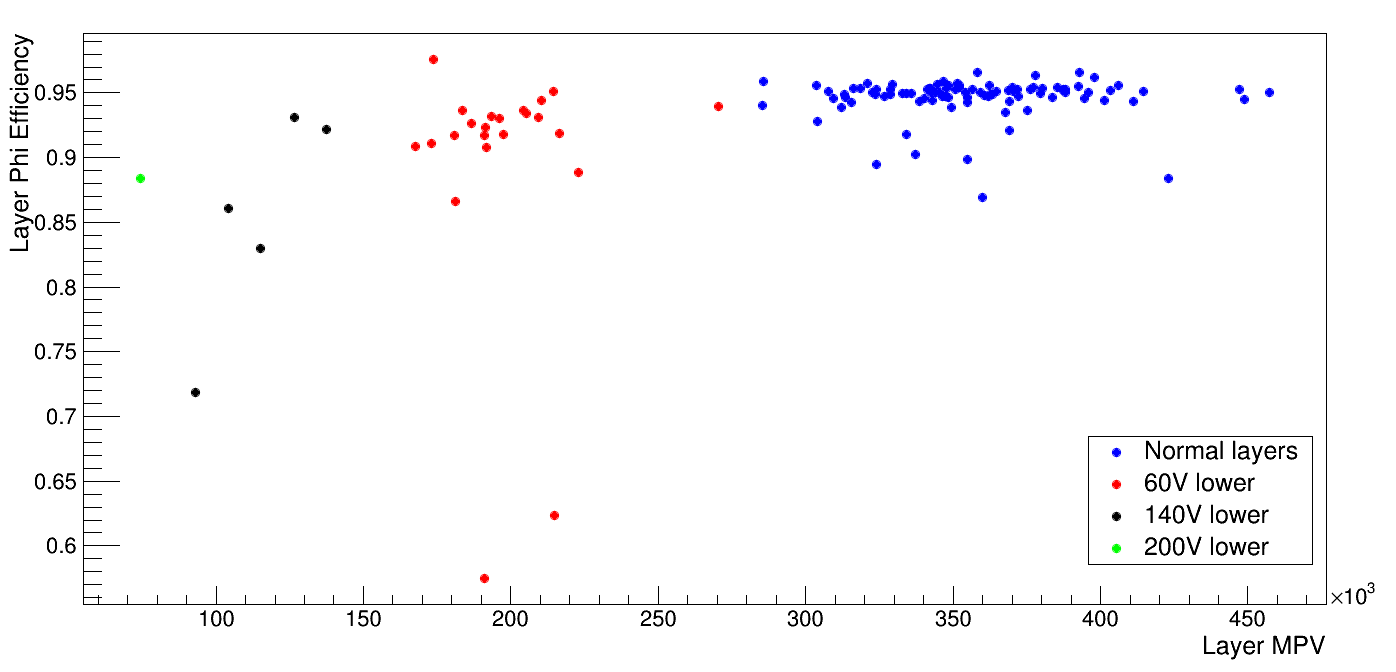 Layer Phi Efficiency
0.95
0.9
0.85
0.8
0.75
0.7
0.65
0.6
Normal layers
60V lower
140V lower
200V lower
100 150 200 250 300 350 400 450
×10³
Layer MPV